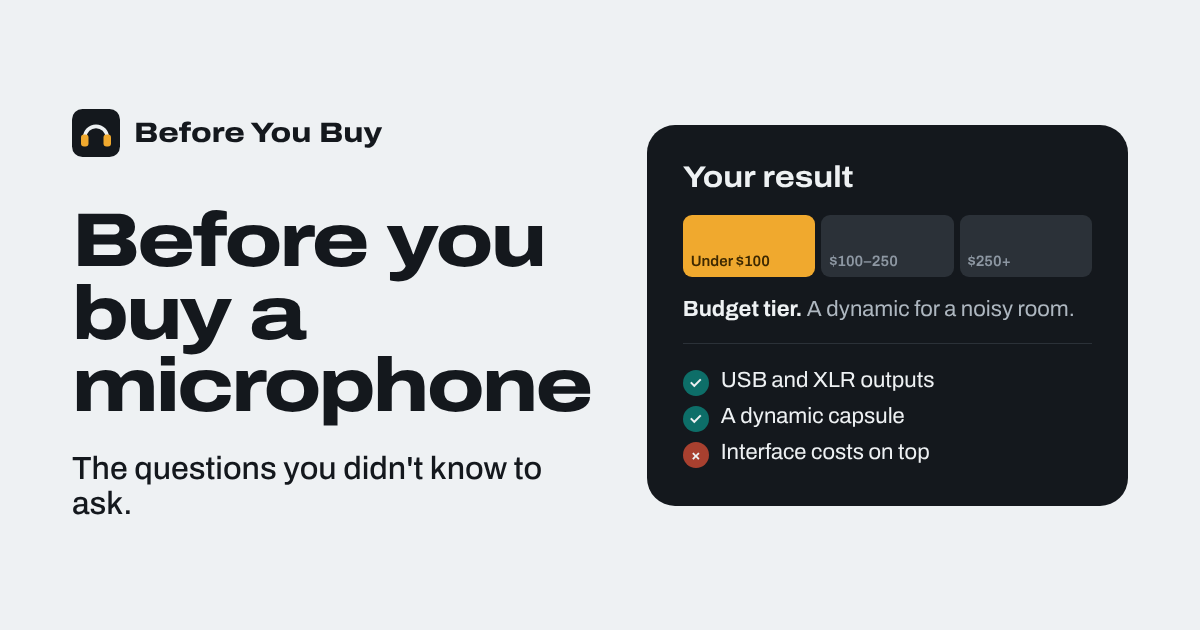 Before You Buy
Before you
buy a
microphone
The questions you didn't know to
ask.
Your result
Under $100
$100–250
$250+
Budget tier. A dynamic for a noisy room.
USB and XLR outputs
A dynamic capsule
Interface costs on top